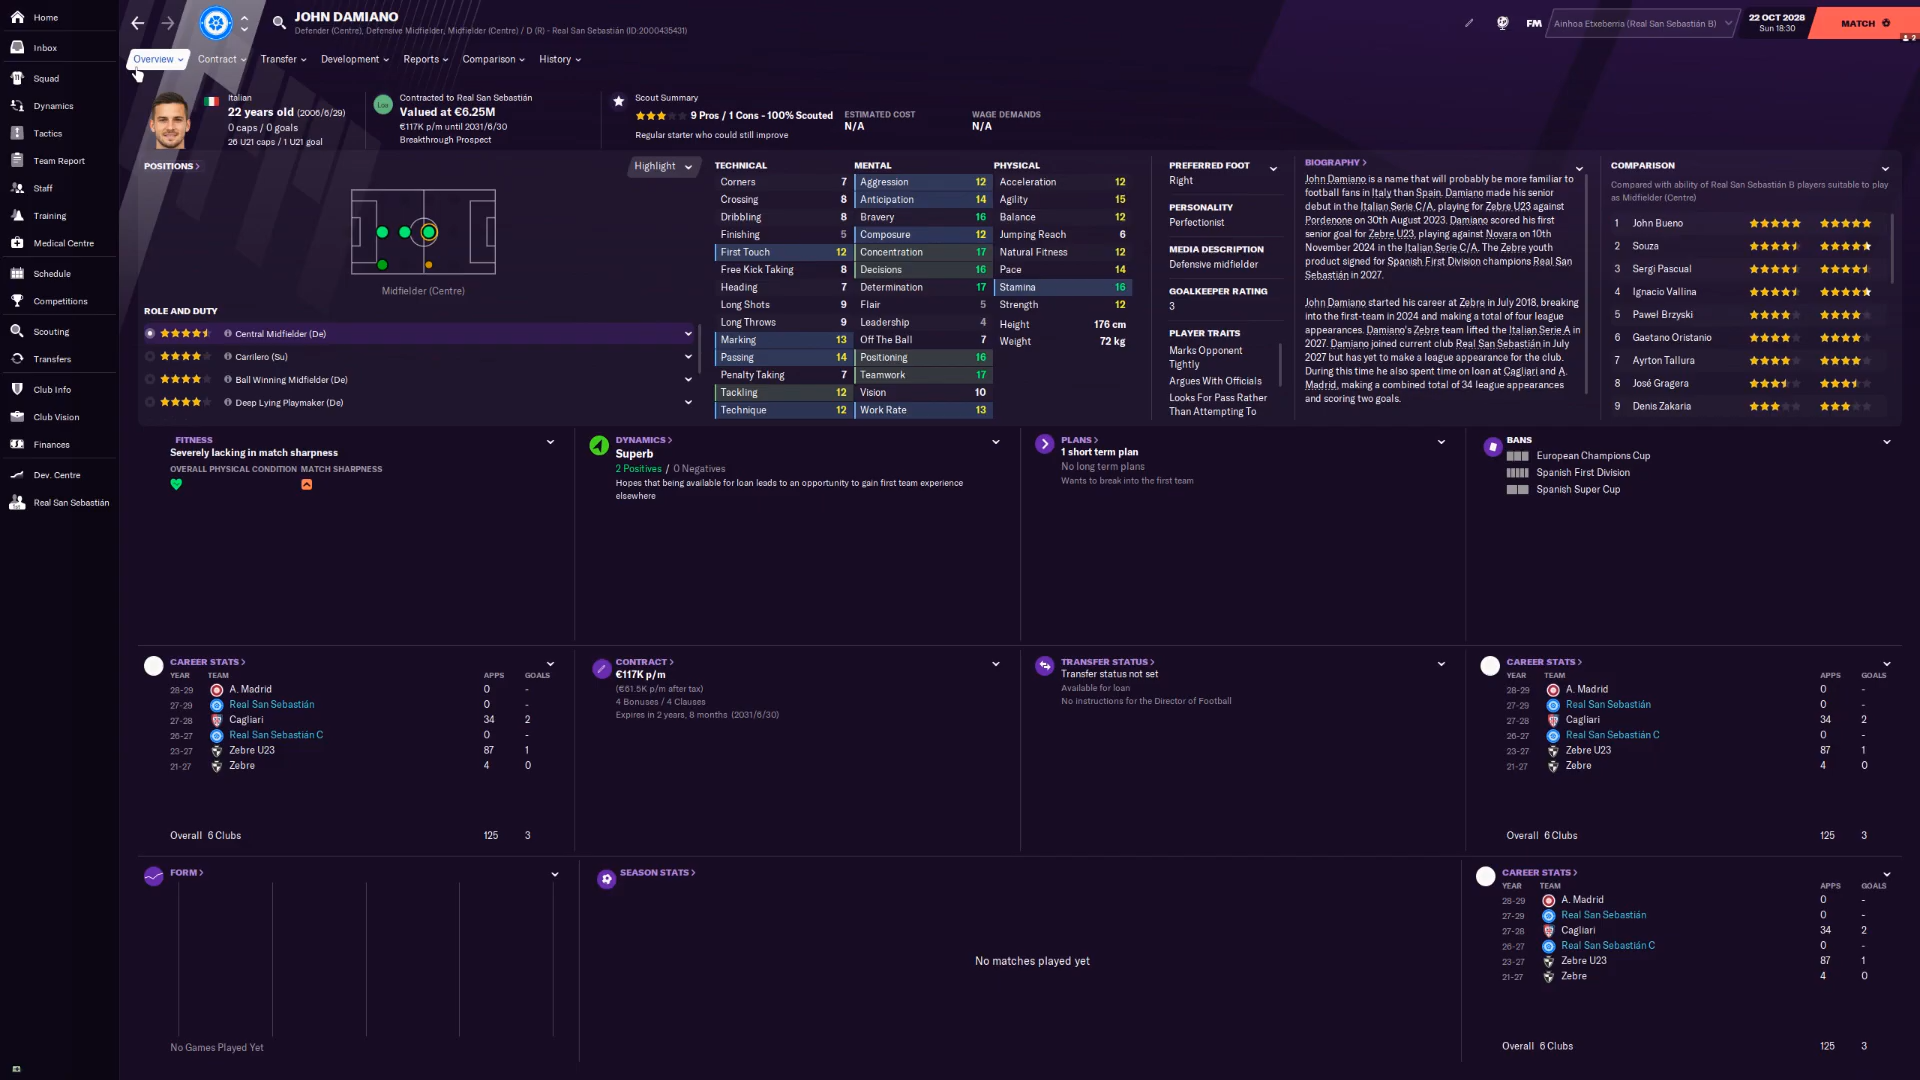 Home
Inbox
Squad
Dynamics
Tactics
Team Report
Staff
Training
Medical Centre
Schedule
Competitions
Scouting
Transfers
Club Info
Club Vision
Finances
Dev. Centre
Real San Sebastián
JOHN DAMIANO
Defender (Centre), Defensive Midfielder, Midfielder (Centre) / D (R) - Real San Sebastián (ID:2000435431)
FM
Ainhoa Etxeberria (Real San Sebastián B)
22 OCT 2028
Sun 18:30
MATCH
2
Overview
Contract
Transfer
Development
Reports
Comparison
History
Italian
22 years old (2006/6/29)
0 caps / 0 goals
26 U21 caps / 1 U21 goal
Loa
Contracted to Real San Sebastián
Valued at €6.25M
€117K p/m until 2031/6/30
Breakthrough Prospect
Scout Summary
9 Pros / 1 Cons - 100% Scouted
Regular starter who could still improve
ESTIMATED COST
N/A
WAGE DEMANDS
N/A
POSITIONS
Highlight
Midfielder (Centre)
ROLE AND DUTY
Central Midfielder (De)
Carrilero (Su)
Ball Winning Midfielder (De)
Deep Lying Playmaker (De)
TECHNICAL
Corners 7
Crossing 8
Dribbling 8
Finishing 5
First Touch 12
Free Kick Taking 8
Heading 7
Long Shots 9
Long Throws 9
Marking 13
Passing 14
Penalty Taking 7
Tackling 12
Technique 12
MENTAL
Aggression 12
Anticipation 14
Bravery 16
Composure 12
Concentration 17
Decisions 16
Determination 17
Flair 5
Leadership 4
Off The Ball 7
Positioning 16
Teamwork 17
Vision 10
Work Rate 13
PHYSICAL
Acceleration 12
Agility 15
Balance 12
Jumping Reach 6
Natural Fitness 12
Pace 14
Stamina 16
Strength 12
Height 176 cm
Weight 72 kg
PREFERRED FOOT
Right
PERSONALITY
Perfectionist
MEDIA DESCRIPTION
Defensive midfielder
GOALKEEPER RATING
3
PLAYER TRAITS
Marks Opponent
Tightly
Argues With Officials
Looks For Pass Rather
Than Attempting To
BIOGRAPHY
John Damiano is a name that will probably be more familiar to
football fans in Italy than Spain. Damiano made his senior
debut in the Italian Serie C/A, playing for Zebre U23 against
Pordenone on 30th August 2023. Damiano scored his first
senior goal for Zebre U23, playing against Novara on 10th
November 2024 in the Italian Serie C/A. The Zebre youth
product signed for Spanish First Division champions Real San
Sebastián in 2027.
John Damiano started his career at Zebre in July 2018, breaking
into the first-team in 2024 and making a total of four league
appearances. Damiano's Zebre team lifted the Italian Serie A in
2027. Damiano joined current club Real San Sebastián in July
2027 but has yet to make a league appearance for the club.
During this time he also spent time on loan at Cagliari and A.
Madrid, making a combined total of 34 league appearances
and scoring two goals.
COMPARISON
Compared with ability of Real San Sebastián B players suitable to play
as Midfielder (Centre)
1 John Bueno
2 Souza
3 Sergi Pascual
4 Ignacio Vallina
5 Pawel Brzyski
6 Gaetano Oristanio
7 Ayrton Tallura
8 José Gragera
9 Denis Zakaria
FITNESS
Severely lacking in match sharpness
OVERALL PHYSICAL CONDITION MATCH SHARPNESS
DYNAMICS
Superb
2 Positives / 0 Negatives
Hopes that being available for loan leads to an opportunity to gain first team experience
elsewhere
PLANS
1 short term plan
No long term plans
Wants to break into the first team
BANS
European Champions Cup
Spanish First Division
Spanish Super Cup
CAREER STATS
YEAR TEAM APPS GOALS
28-29 A. Madrid 0 -
27-29 Real San Sebastián 0 -
27-28 Cagliari 34 2
26-27 Real San Sebastián C 0 -
23-27 Zebre U23 87 1
21-27 Zebre 4 0
Overall 6 Clubs 125 3
CONTRACT
€117K p/m
(€61.5K p/m after tax)
4 Bonuses / 4 Clauses
Expires in 2 years, 8 months (2031/6/30)
TRANSFER STATUS
Transfer status not set
Available for loan
No instructions for the Director of Football
CAREER STATS
YEAR TEAM APPS GOALS
28-29 A. Madrid 0 -
27-29 Real San Sebastián 0 -
27-28 Cagliari 34 2
26-27 Real San Sebastián C 0 -
23-27 Zebre U23 87 1
21-27 Zebre 4 0
Overall 6 Clubs 125 3
FORM
No Games Played Yet
SEASON STATS
No matches played yet
CAREER STATS
YEAR TEAM APPS GOALS
28-29 A. Madrid 0 -
27-29 Real San Sebastián 0 -
27-28 Cagliari 34 2
26-27 Real San Sebastián C 0 -
23-27 Zebre U23 87 1
21-27 Zebre 4 0
Overall 6 Clubs 125 3